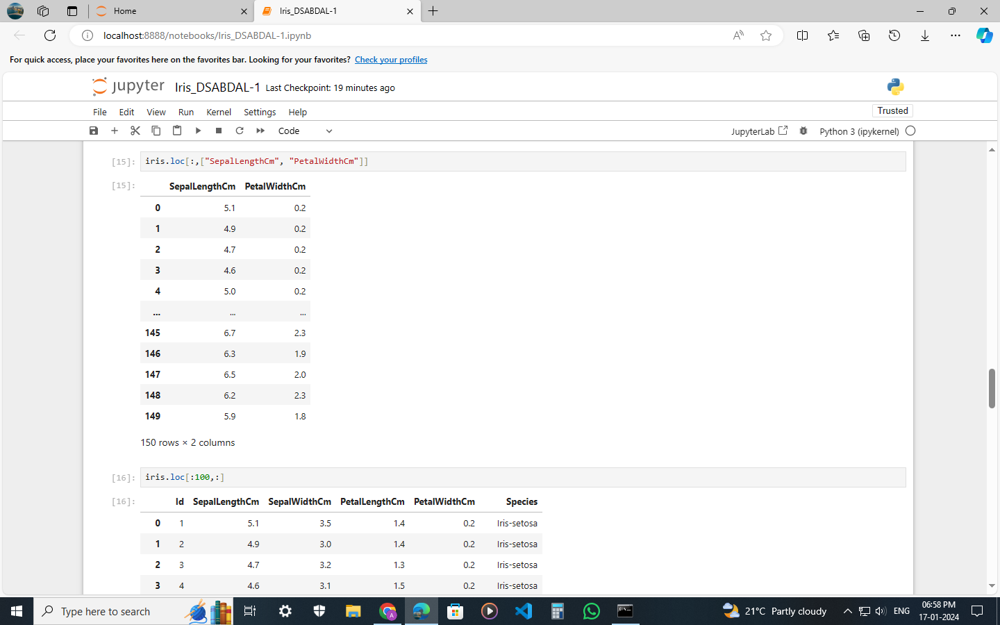 Home
Iris_DSABDAL-1
localhost:8888/notebooks/Iris_DSABDAL-1.ipynb
For quick access, place your favorites here on the favorites bar. Looking for your favorites? Check your profiles
jupyter Iris_DSABDAL-1 Last Checkpoint: 19 minutes ago
File Edit View Run Kernel Settings Help
Trusted
Code
JupyterLab
Python 3 (ipykernel)
[15]: iris.loc[:,["SepalLengthCm", "PetalWidthCm"]]
[15]: SepalLengthCm PetalWidthCm
0 5.1 0.2
1 4.9 0.2
2 4.7 0.2
3 4.6 0.2
4 5.0 0.2
... ... ...
145 6.7 2.3
146 6.3 1.9
147 6.5 2.0
148 6.2 2.3
149 5.9 1.8
150 rows × 2 columns
[16]: iris.loc[:100,:]
[16]: Id SepalLengthCm SepalWidthCm PetalLengthCm PetalWidthCm Species
0 1 5.1 3.5 1.4 0.2 Iris-setosa
1 2 4.9 3.0 1.4 0.2 Iris-setosa
2 3 4.7 3.2 1.3 0.2 Iris-setosa
3 4 4.6 3.1 1.5 0.2 Iris-setosa
Type here to search
A
21°C Partly cloudy
ENG
06:58 PM
17-01-2024